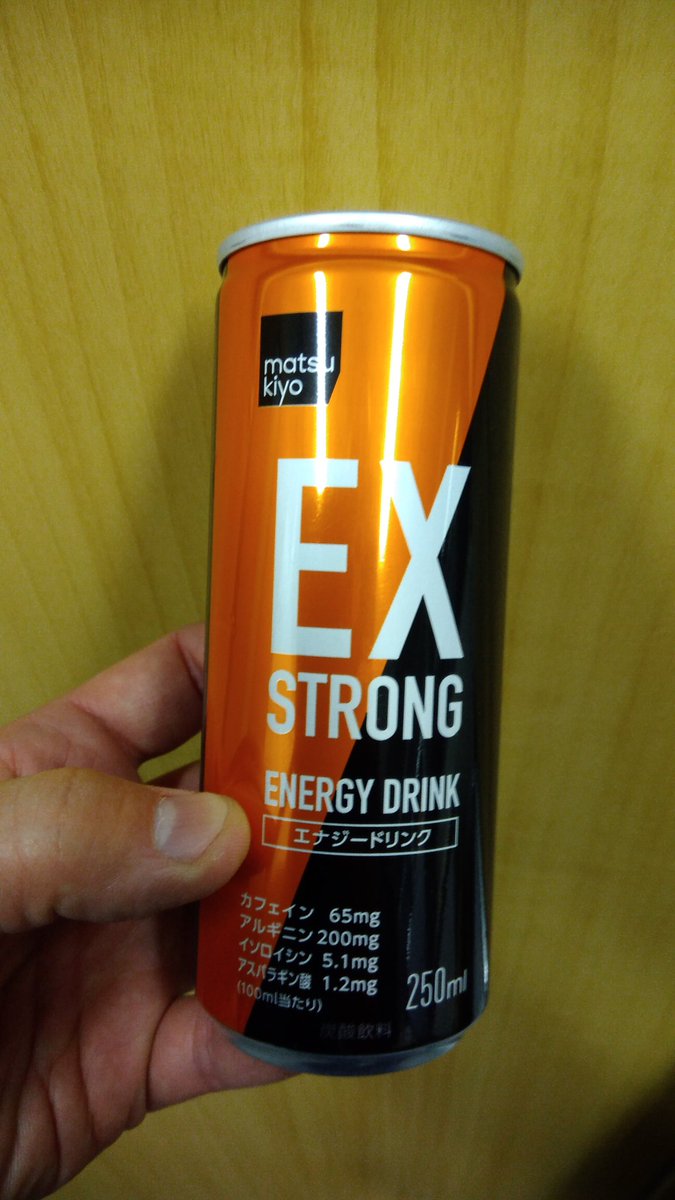 matsu
kiyo
EX
STRONG
ENERGY DRINK
エナジードリンク
カフェイン 65mg
アルギニン 200mg
イソロイシン 5.1mg
アスパラギン酸 1.2mg
(100ml当たり)
250ml
炭酸飲料